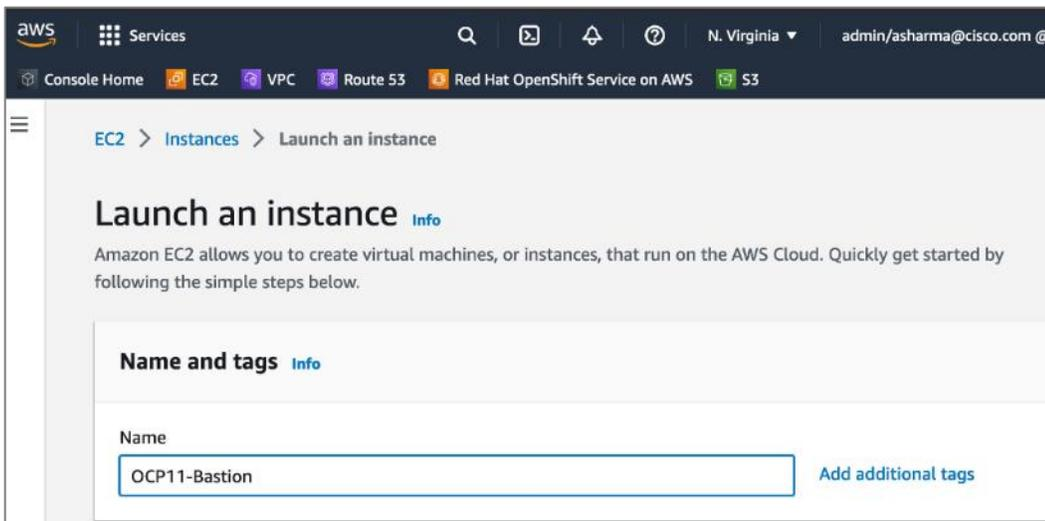 aws Services N. Virginia ▼ admin/asharma@cisco.com @
Console Home EC2 VPC Route 53 Red Hat OpenShift Service on AWS S3
EC2 > Instances > Launch an instance
Launch an instance Info
Amazon EC2 allows you to create virtual machines, or instances, that run on the AWS Cloud. Quickly get started by
following the simple steps below.
Name and tags Info
Name
OCP11-Bastion Add additional tags